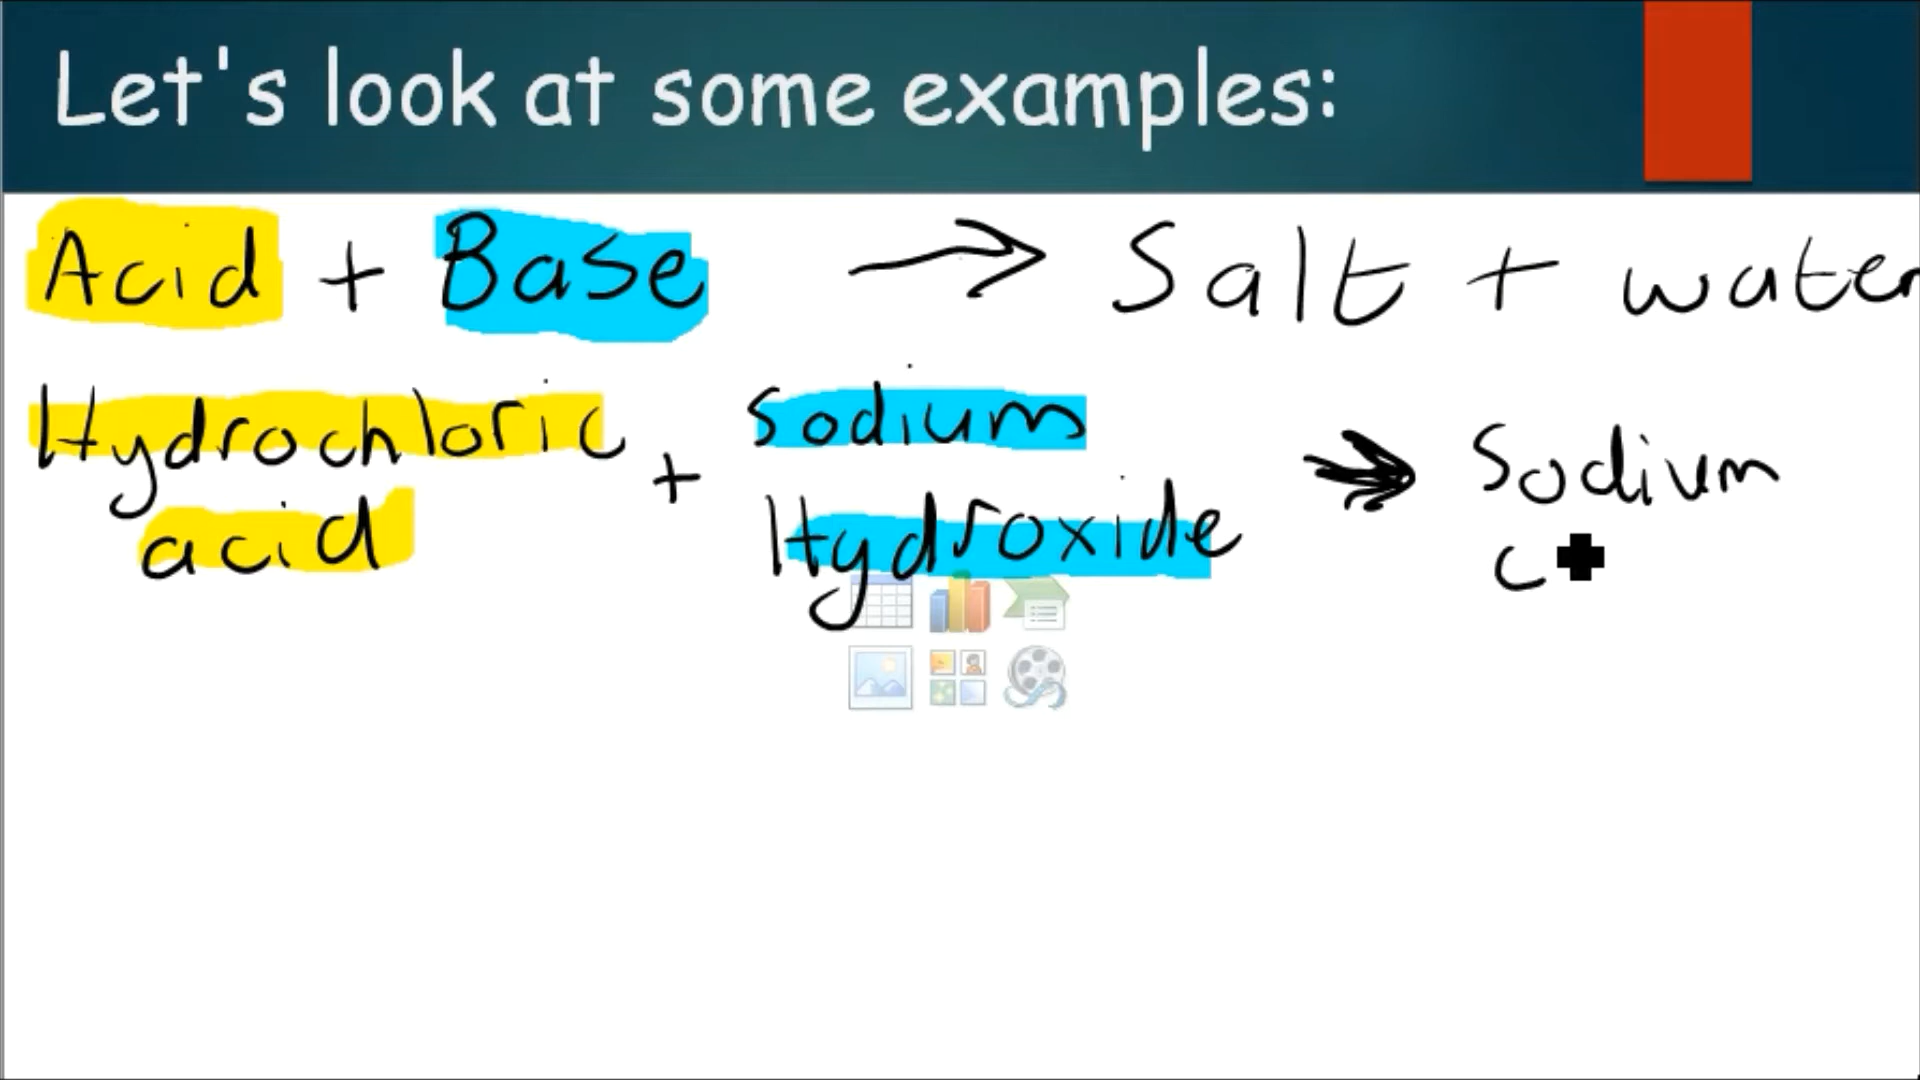 Let's look at some examples:
Acid + Base → Salt + water
Hydrochloric + sodium → Sodium
acid Hydroxide c